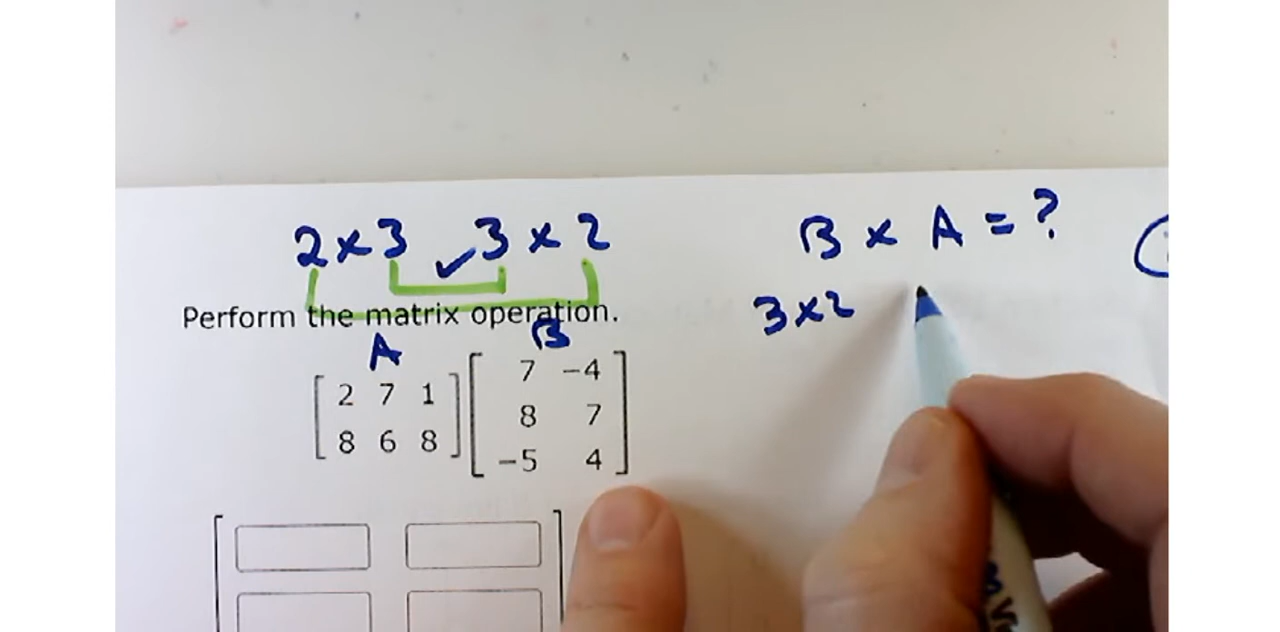 2 x 3 ✓ 3 x 2
B x A = ?
3 x 2
Perform the matrix operation.
A B
2 7 1
8 6 8
7 -4
8 7
-5 4